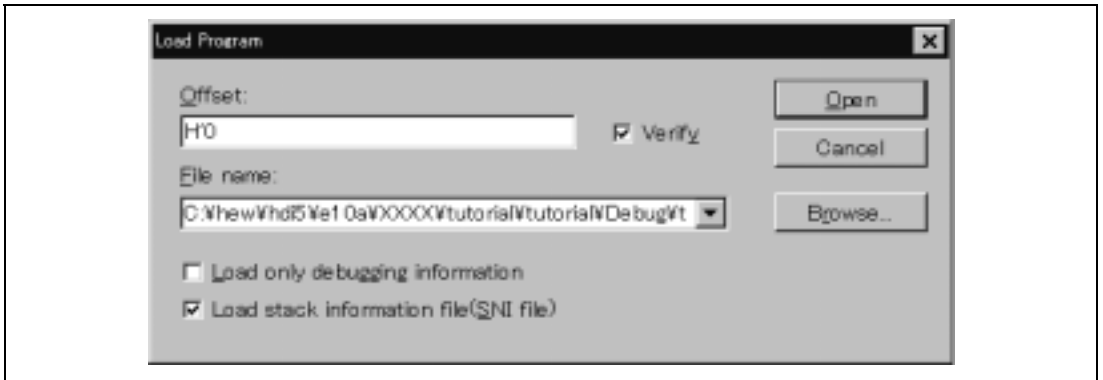 Load Program
Offset:
H'0
Verify
Open
Cancel
File name:
C:¥hew¥hdi5¥e10a¥XXXX¥tutorial¥tutorial¥Debug¥t
Browse...
Load only debugging information
Load stack information file(SNI file)